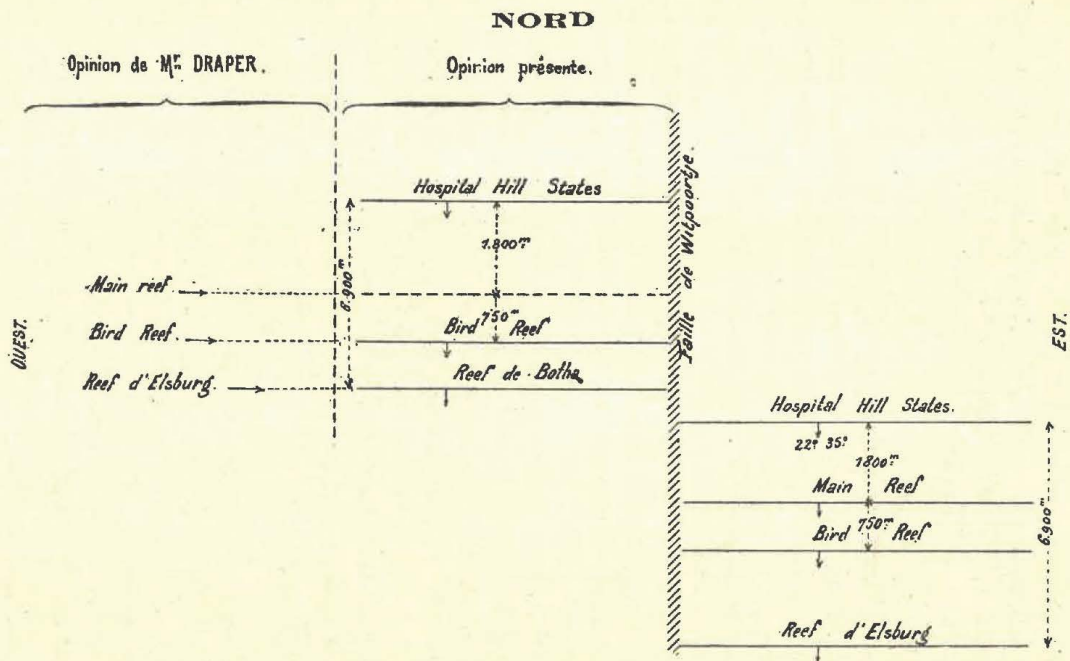 NORD
Opinion de Mr. DRAPER.
Opinion présente.
Hospital Hill States
1.800m
6.900m
Main reef.
Bird Reef.
750m
Bird Reef
Reef d'Elsburg.
Reef de Botha
Faille de Witpoortje.
OUEST.
EST.
Hospital Hill States.
22° 35°
1800m
Main Reef
750m
Bird Reef
6.900m
Reef d'Elsburg